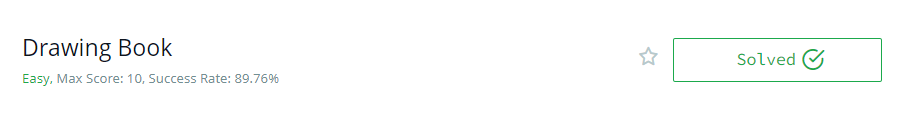 Drawing Book
Easy, Max Score: 10, Success Rate: 89.76%
Solved